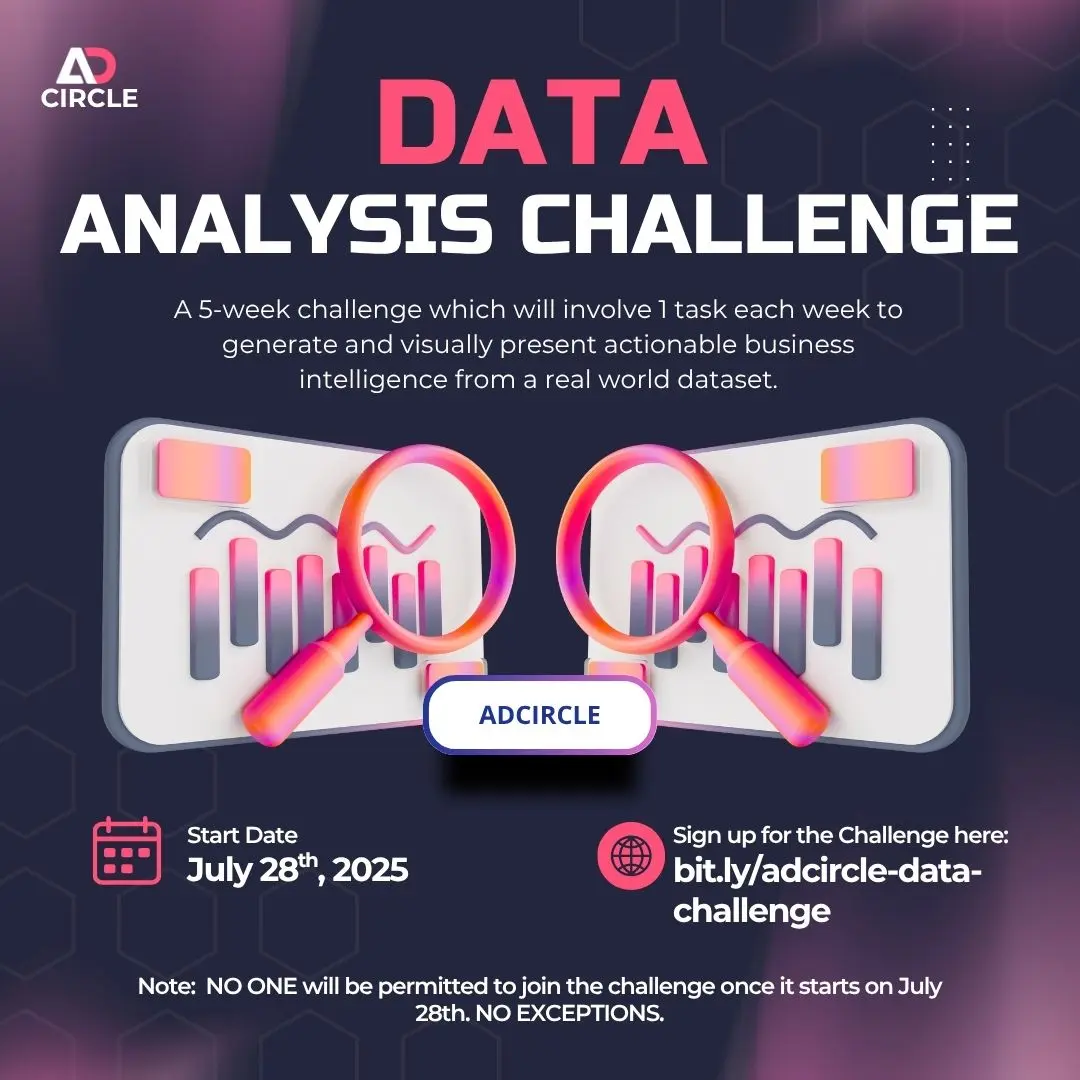 AD
CIRCLE
DATA
ANALYSIS CHALLENGE
A 5-week challenge which will involve 1 task each week to
generate and visually present actionable business
intelligence from a real world dataset.
ADCIRCLE
Start Date
July 28th, 2025
Sign up for the Challenge here:
bit.ly/adcircle-data-
challenge
Note: NO ONE will be permitted to join the challenge once it starts on July
28th. NO EXCEPTIONS.